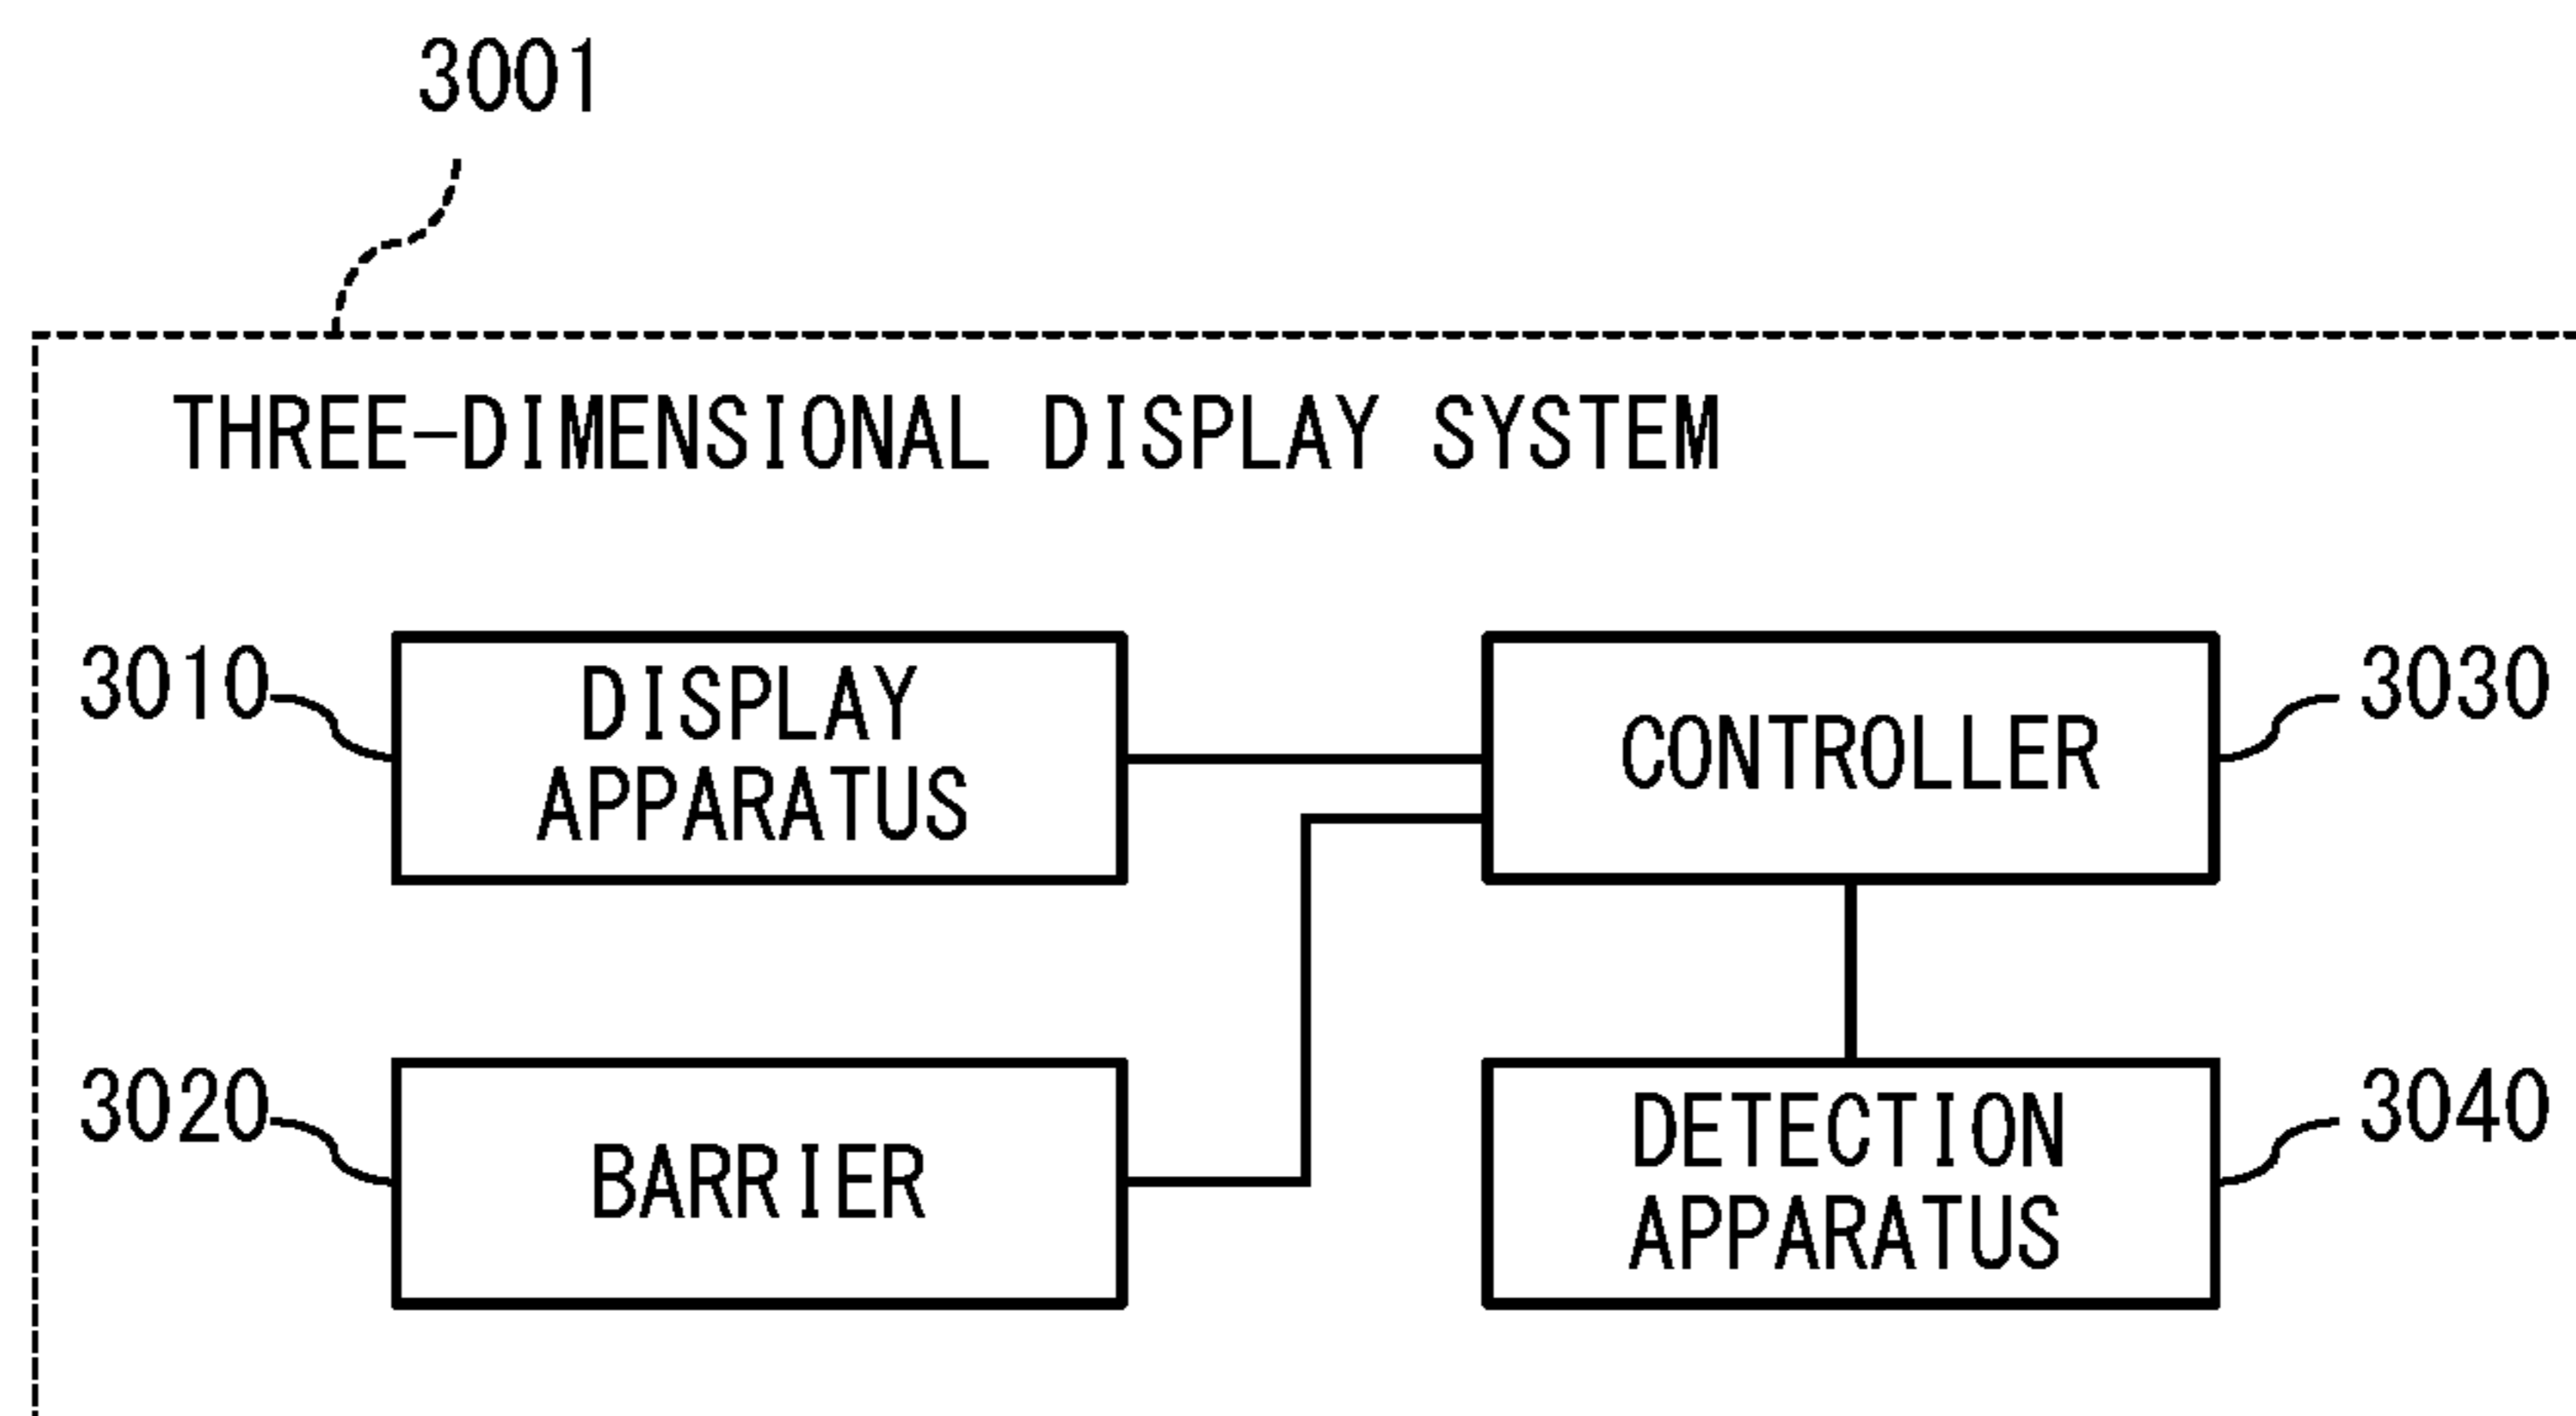 3001
THREE-DIMENSIONAL DISPLAY SYSTEM
3010
DISPLAY
APPARATUS
CONTROLLER
3030
3020
BARRIER
DETECTION
APPARATUS
3040